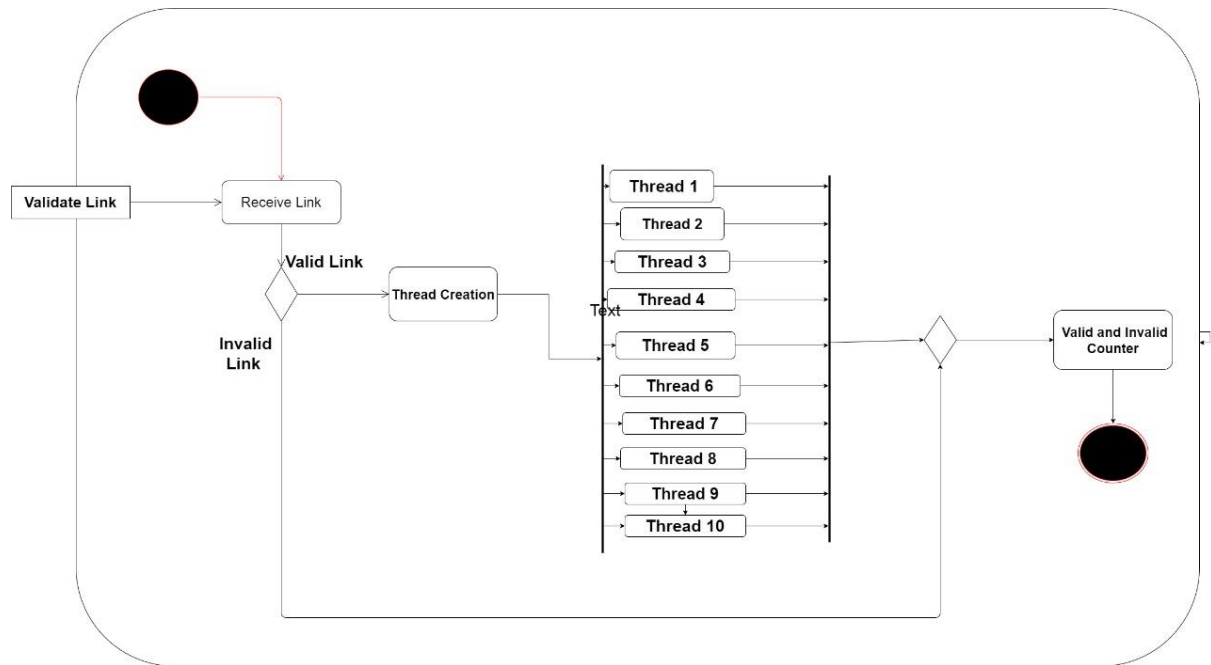 Validate Link
Receive Link
Valid Link
Invalid
Link
Thread Creation
Thread 1
Thread 2
Thread 3
Thread 4
Text
Thread 5
Thread 6
Thread 7
Thread 8
Thread 9
Thread 10
Valid and Invalid
Counter